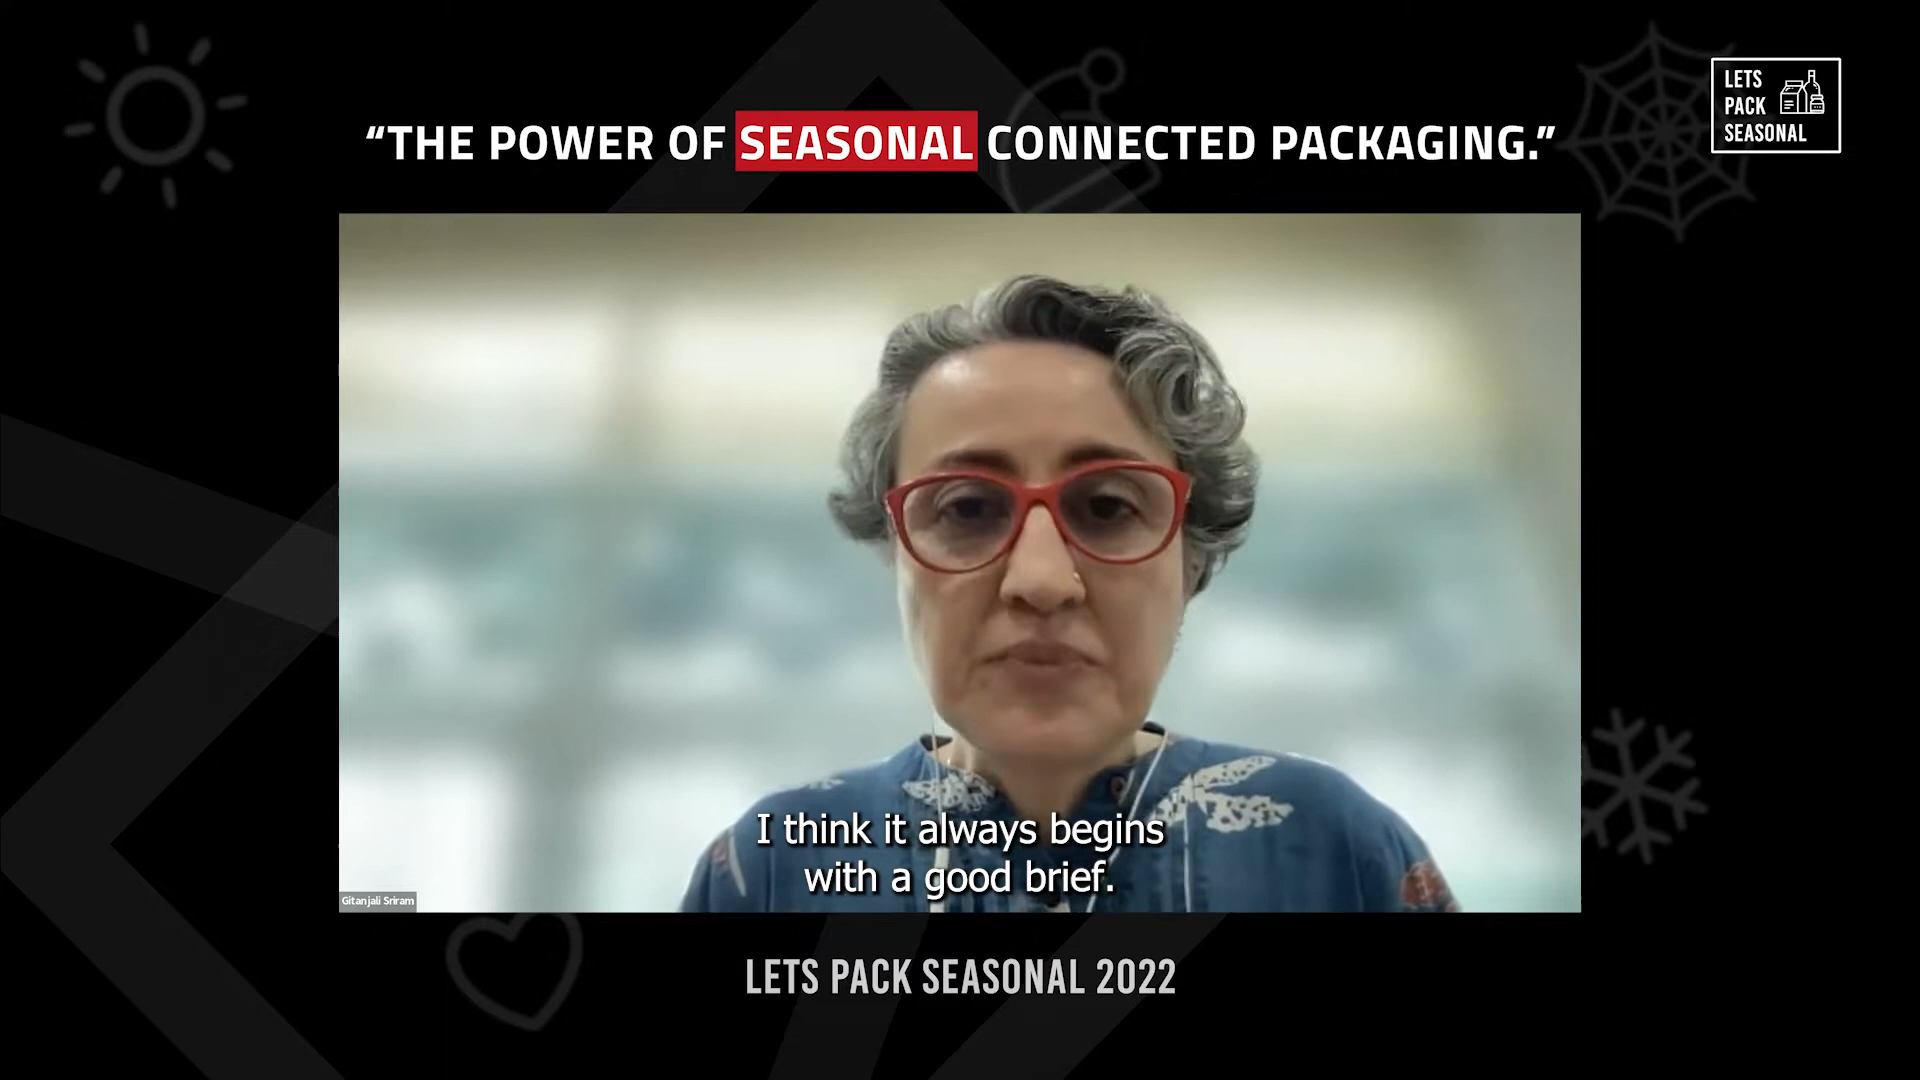 LETS
PACK
SEASONAL
“THE POWER OF SEASONAL CONNECTED PACKAGING.”
I think it always begins
with a good brief.
Gitanjali Sriram
LETS PACK SEASONAL 2022